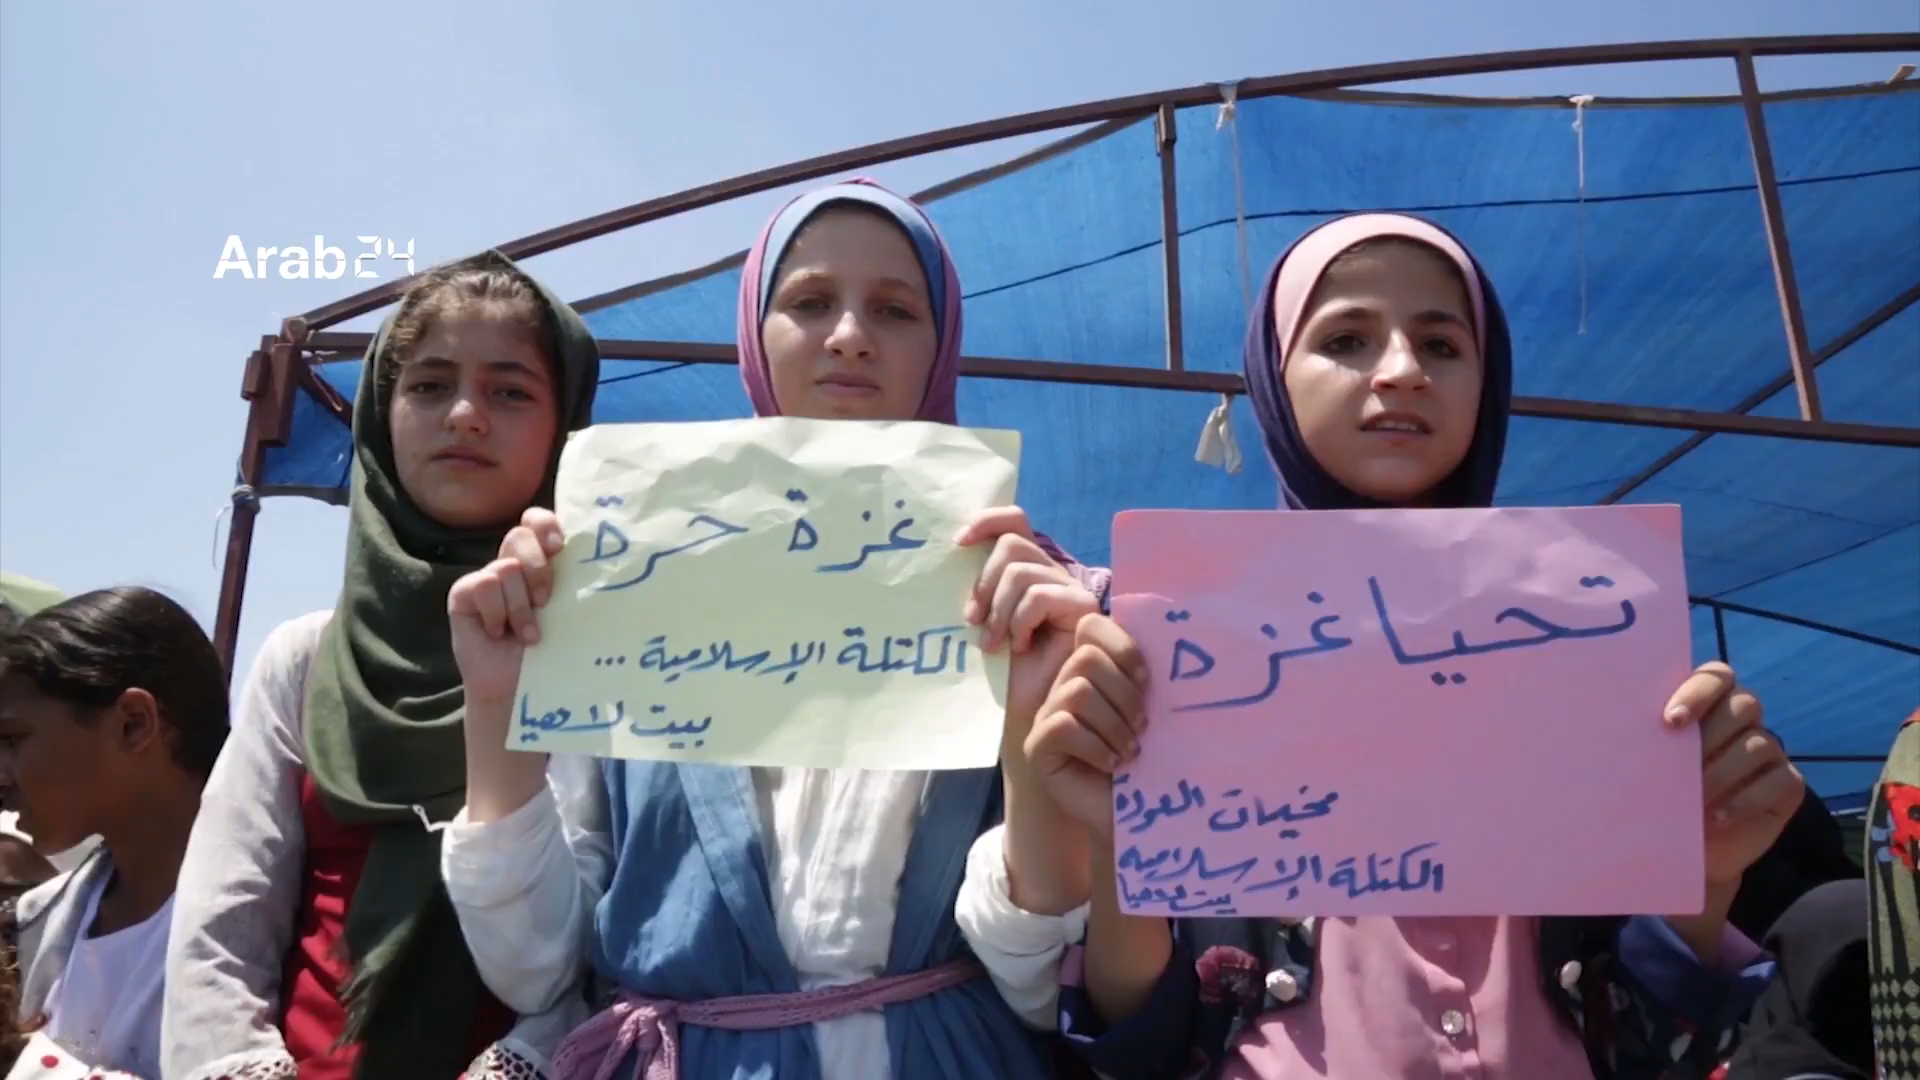 Arab24
غزة حرة
الكتلة الإسلامية ...
بيت لاهيا
تحيا غزة
مخيمات العودة
الكتلة الإسلامية
بيت لاهيا